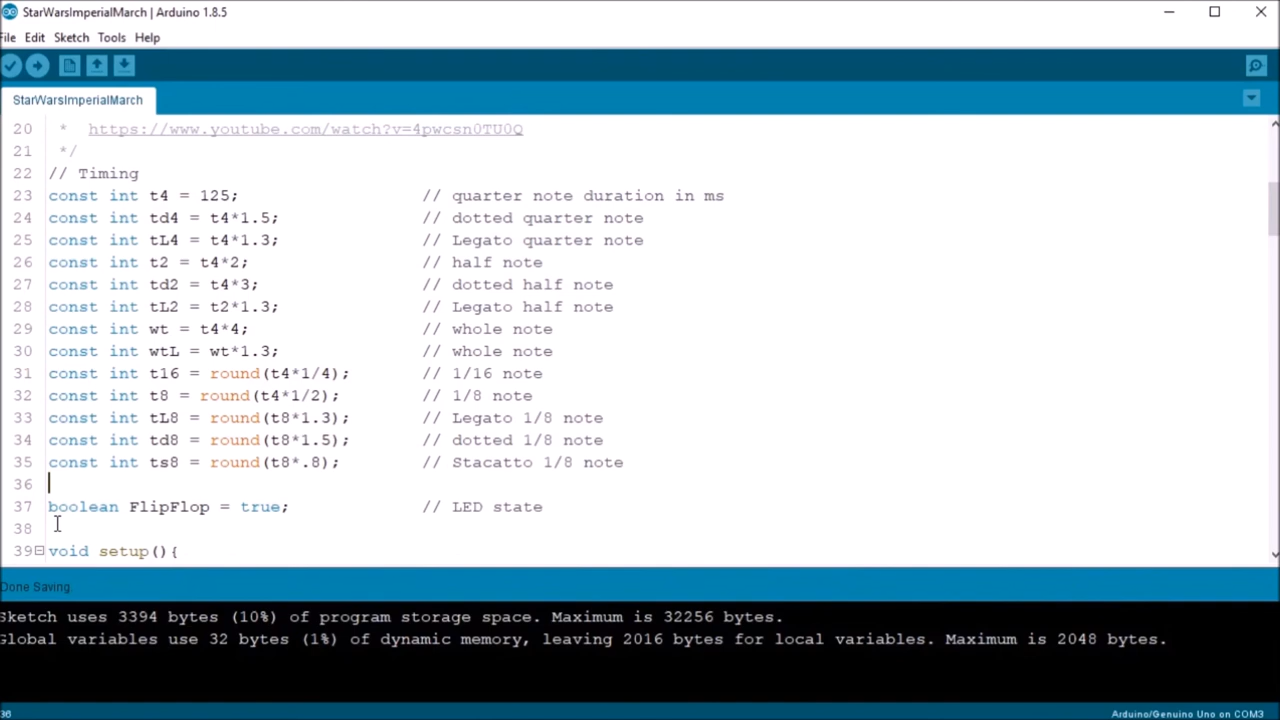 StarWarsImperialMarch | Arduino 1.8.5
File Edit Sketch Tools Help
StarWarsImperialMarch
20 * https://www.youtube.com/watch?v=4pwcsn0TU0Q
21 */
22 // Timing
23 const int t4 = 125; // quarter note duration in ms
24 const int td4 = t4*1.5; // dotted quarter note
25 const int tL4 = t4*1.3; // Legato quarter note
26 const int t2 = t4*2; // half note
27 const int td2 = t4*3; // dotted half note
28 const int tL2 = t2*1.3; // Legato half note
29 const int wt = t4*4; // whole note
30 const int wtL = wt*1.3; // whole note
31 const int t16 = round(t4*1/4); // 1/16 note
32 const int t8 = round(t4*1/2); // 1/8 note
33 const int tL8 = round(t8*1.3); // Legato 1/8 note
34 const int td8 = round(t8*1.5); // dotted 1/8 note
35 const int ts8 = round(t8*.8); // Stacatto 1/8 note
36
37 boolean FlipFlop = true; // LED state
38
39 void setup(){
Done Saving.
Sketch uses 3394 bytes (10%) of program storage space. Maximum is 32256 bytes.
Global variables use 32 bytes (1%) of dynamic memory, leaving 2016 bytes for local variables. Maximum is 2048 bytes.
36 Arduino/Genuino Uno on COM3